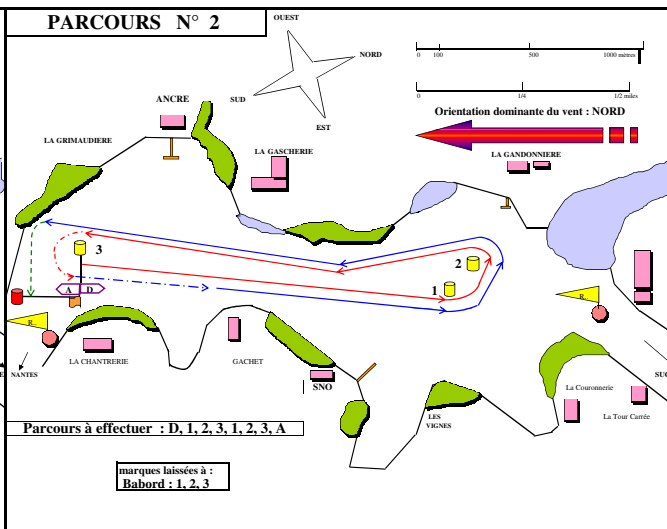 PARCOURS N° 2
OUEST
NORD
SUD
EST
0 100 500 1000 mètres
0 1/4 1/2 miles
Orientation dominante du vent : NORD
ANCRE
LA GRIMAUDIERE
LA GASCHERIE
LA GANDONNIERE
3
2
1
A D
R
R
NANTES
LA CHANTRERIE
GACHET
SNO
LES
VIGNES
La Couronnerie
La Tour Carrée
SUC
Parcours à effectuer : D, 1, 2, 3, 1, 2, 3, A
marques laissées à :
Babord : 1, 2, 3